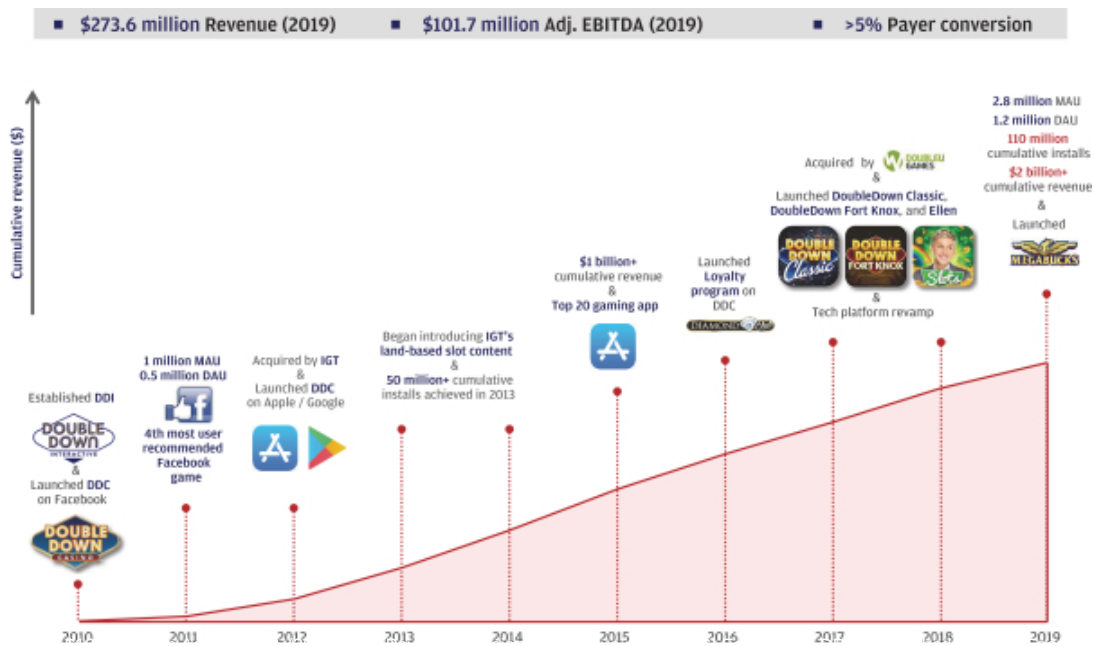 $273.6 million Revenue (2019)
$101.7 million Adj. EBITDA (2019)
>5% Payer conversion
Cumulative revenue ($)
Established DDI
DOUBLE
DOWN
INTERACTIVE
&
Launched DDC
on Facebook
DOUBLE
DOWN
CASINO
1 million MAU
0.5 million DAU
f
4th most user
recommended
Facebook
game
Acquired by IGT
&
Launched DDC
on Apple / Google
Began introducing IGT's
land-based slot content
&
50 million+ cumulative
installs achieved in 2013
$1 billion+
cumulative revenue
&
Top 20 gaming app
Launched
Loyalty
program on
DDC
DIAMOND Club
Acquired by DOUBLEU
GAMES
&
Launched DoubleDown Classic,
DoubleDown Fort Knox, and Ellen
DOUBLE
DOWN
Classic
DOUBLE
DOWN
FORT KNOX
Slots
&
Tech platform revamp
2.8 million MAU
1.2 million DAU
110 million
cumulative installs
$2 billion+
cumulative revenue
&
Launched
MEGABUCKS
2010 2011 2012 2013 2014 2015 2016 2017 2018 2019